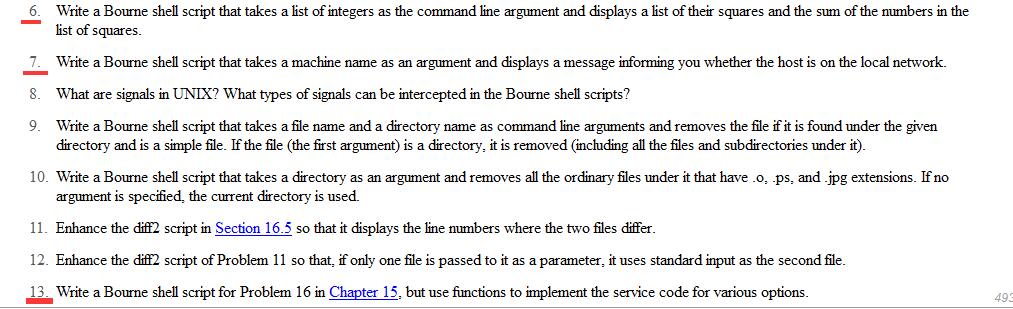 6. Write a Bourne shell script that takes a list of integers as the command line argument and displays a list of their squares and the sum of the numbers in the
list of squares.
7. Write a Bourne shell script that takes a machine name as an argument and displays a message informing you whether the host is on the local network.
8. What are signals in UNIX? What types of signals can be intercepted in the Bourne shell scripts?
9. Write a Bourne shell script that takes a file name and a directory name as command line arguments and removes the file if it is found under the given
directory and is a simple file. If the file (the first argument) is a directory, it is removed (including all the files and subdirectories under it).
10. Write a Bourne shell script that takes a directory as an argument and removes all the ordinary files under it that have .o, .ps, and .jpg extensions. If no
argument is specified, the current directory is used.
11. Enhance the diff2 script in Section 16.5 so that it displays the line numbers where the two files differ.
12. Enhance the diff2 script of Problem 11 so that, if only one file is passed to it as a parameter, it uses standard input as the second file.
13. Write a Bourne shell script for Problem 16 in Chapter 15, but use functions to implement the service code for various options.
493